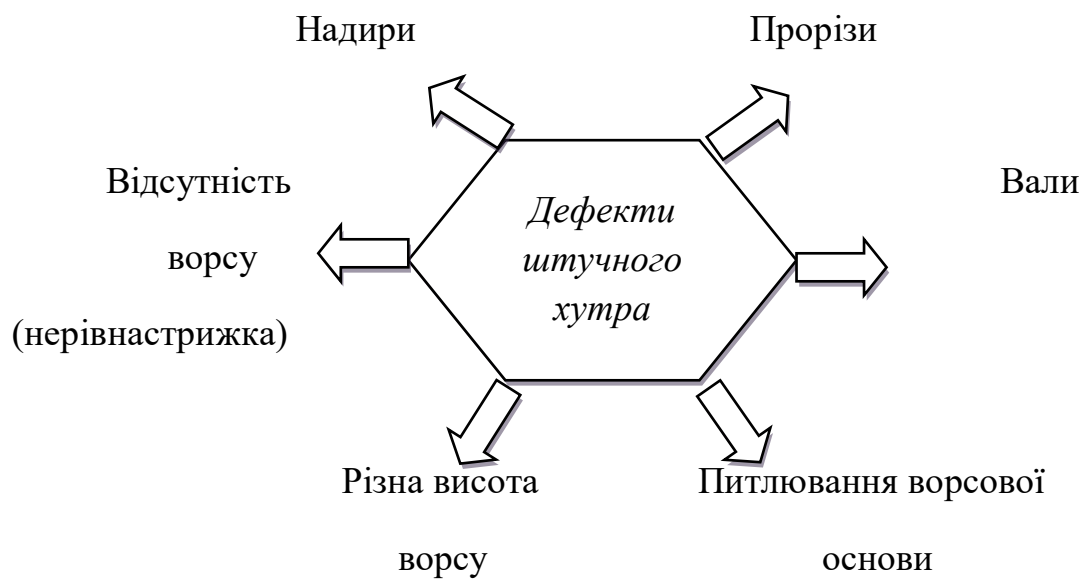 Надири
Прорізи
Відсутність
ворсу
(нерівнастрижка)
Дефекти
штучного
хутра
Вали
Різна висота
ворсу
Питлювання ворсової
основи